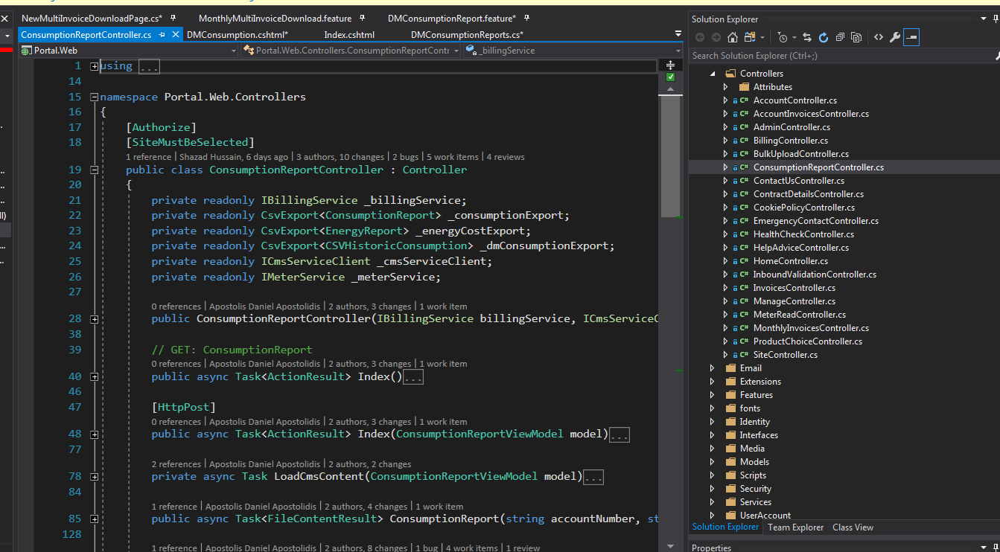 NewMultiInvoiceDownloadPage.cs* MonthlyMultiInvoiceDownload.feature DMConsumptionReport.feature*
ConsumptionReportController.cs DMConsumption.cshtml* Index.cshtml DMConsumptionReports.cs*
Portal.Web Portal.Web.Controllers.ConsumptionReportContr _billingService
1 using ...
14
15 namespace Portal.Web.Controllers
16 {
17 [Authorize]
18 [SiteMustBeSelected]
1 reference | Shazad Hussain, 6 days ago | 3 authors, 10 changes | 2 bugs | 5 work items | 4 reviews
19 public class ConsumptionReportController : Controller
20 {
21 private readonly IBillingService _billingService;
22 private readonly CsvExport<ConsumptionReport> _consumptionExport;
23 private readonly CsvExport<EnergyReport> _energyCostExport;
24 private readonly CsvExport<CSVHistoricConsumption> _dmConsumptionExport;
25 private readonly ICmsServiceClient _cmsServiceClient;
26 private readonly IMeterService _meterService;
27
0 references | Apostolis Daniel Apostolidis | 2 authors, 3 changes | 1 work item
28 public ConsumptionReportController(IBillingService billingService, ICmsServiceC
38
39 // GET: ConsumptionReport
0 references | Apostolis Daniel Apostolidis | 2 authors, 3 changes | 1 work item
40 public async Task<ActionResult> Index()...
46
47 [HttpPost]
0 references | Apostolis Daniel Apostolidis | 2 authors, 3 changes | 1 work item
48 public async Task<ActionResult> Index(ConsumptionReportViewModel model)...
77
2 references | Apostolis Daniel Apostolidis | 2 authors, 2 changes
78 private async Task LoadCmsContent(ConsumptionReportViewModel model)...
84
1 reference | Apostolis Daniel Apostolidis | 2 authors, 4 changes | 1 work item
85 public async Task<FileContentResult> ConsumptionReport(string accountNumber, st
128
1 reference | Apostolis Daniel Apostolidis | 2 authors, 8 changes | 1 bug | 4 work items | 1 review
Solution Explorer
Search Solution Explorer (Ctrl+;)
Controllers
Attributes
C# AccountController.cs
C# AccountInvoicesController.cs
C# AdminController.cs
C# BillingController.cs
C# BulkUploadController.cs
C# ConsumptionReportController.cs
C# ContactUsController.cs
C# ContractDetailsController.cs
C# CookiePolicyController.cs
C# EmergencyContactController.cs
C# HealthCheckController.cs
C# HelpAdviceController.cs
C# HomeController.cs
C# InboundValidationController.cs
C# InvoicesController.cs
C# ManageController.cs
C# MeterReadController.cs
C# MonthlyInvoicesController.cs
C# ProductChoiceController.cs
C# SiteController.cs
Email
Extensions
Features
fonts
Identity
Interfaces
Media
Models
Scripts
Security
Services
UserAccount
Solution Explorer Team Explorer Class View
Properties